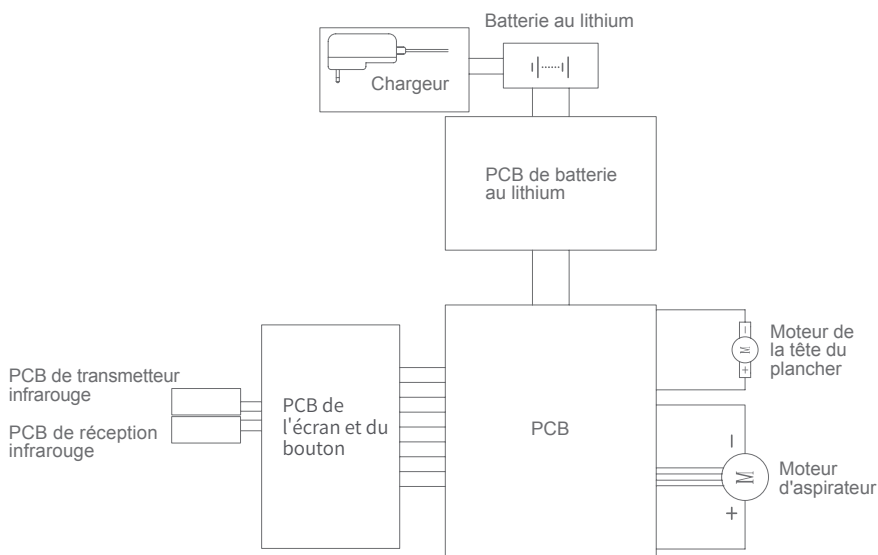 Batterie au lithium
Chargeur
PCB de batterie
au lithium
Moteur de
la tête du
plancher
- M +
PCB de transmetteur
infrarouge
PCB de réception
infrarouge
PCB de
l'écran et du
bouton
PCB
- M +
Moteur
d'aspirateur